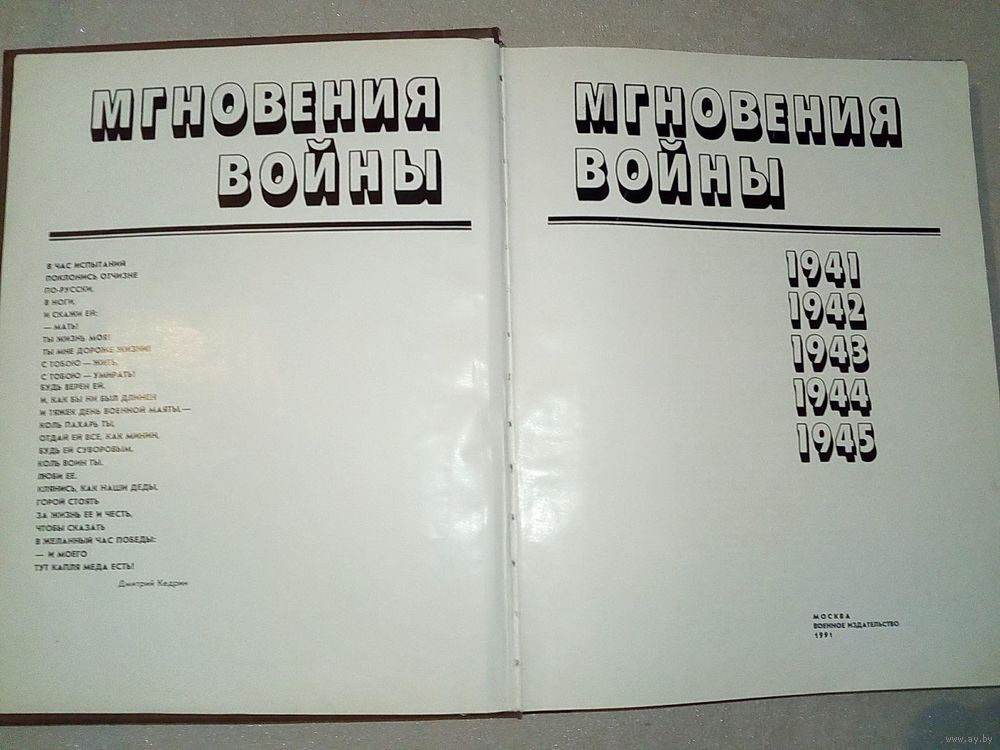 МГНОВЕНИЯ
ВОЙНЫ
В ЧАС ИСПЫТАНИЙ
ПОКЛОНИСЬ ОТЧИЗНЕ
ПО-РУССКИ,
В НОГИ,
И СКАЖИ ЕЙ:
— МАТЬ!
ТЫ ЖИЗНЬ МОЯ!
ТЫ МНЕ ДОРОЖЕ ЖИЗНИ!
С ТОБОЮ — ЖИТЬ,
С ТОБОЮ — УМИРАТЬ!
БУДЬ ВЕРЕН ЕЙ,
И, КАК БЫ НИ БЫЛ ДЛИНЕН
И ТЯЖЕК ДЕНЬ ВОЕННОЙ МАЯТЫ,—
КОЛЬ ПАХАРЬ ТЫ,
ОТДАЙ ЕЙ ВСЕ, КАК МИНИН,
БУДЬ ЕЙ СУВОРОВЫМ,
КОЛЬ ВОИН ТЫ.
ЛЮБИ ЕЕ,
КЛЯНИСЬ, КАК НАШИ ДЕДЫ,
ГОРОЙ СТОЯТЬ
ЗА ЖИЗНЬ ЕЕ И ЧЕСТЬ,
ЧТОБЫ СКАЗАТЬ
В ЖЕЛАННЫЙ ЧАС ПОБЕДЫ:
— И МОЕГО
ТУТ КАПЛЯ МЕДА ЕСТЬ!
Дмитрий Кедрин
МГНОВЕНИЯ
ВОЙНЫ
1941
1942
1943
1944
1945
МОСКВА
ВОЕННОЕ ИЗДАТЕЛЬСТВО
1991
www.ay.by